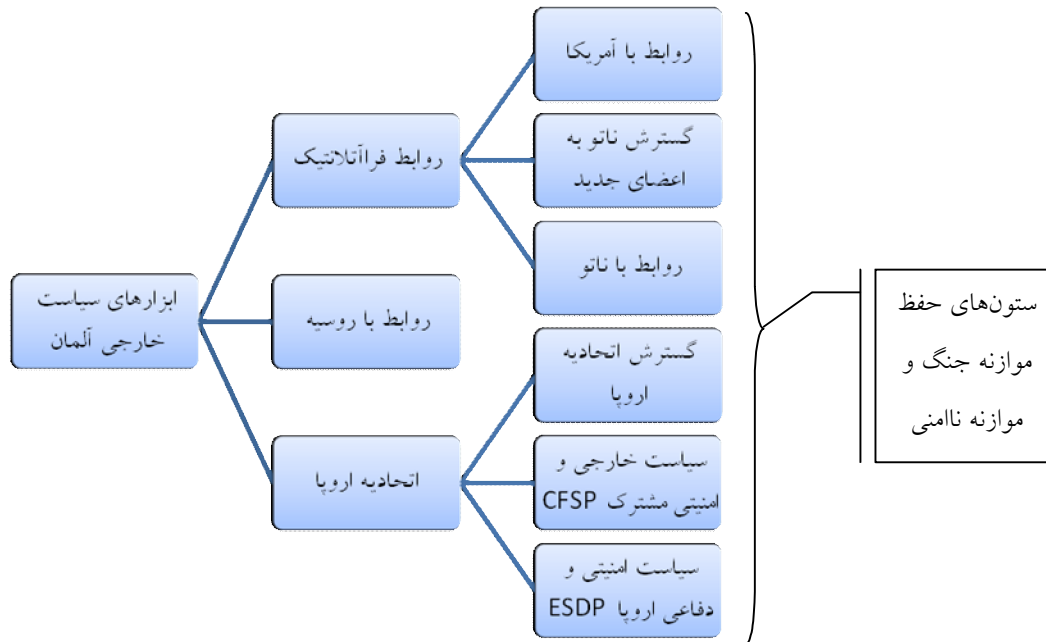 روابط با آمریکا
گسترش ناتو به
اعضای جدید
روابط با ناتو
روابط فراآتلانتیک
روابط با روسیه
اتحادیه اروپا
ابزارهای سیاست
خارجی آلمان
گسترش اتحادیه
اروپا
سیاست خارجی و
امنیتی مشترک CFSP
سیاست امنیتی و
دفاعی اروپا ESDP
ستون‌های حفظ
موازنه جنگ و
موازنه ناامنی